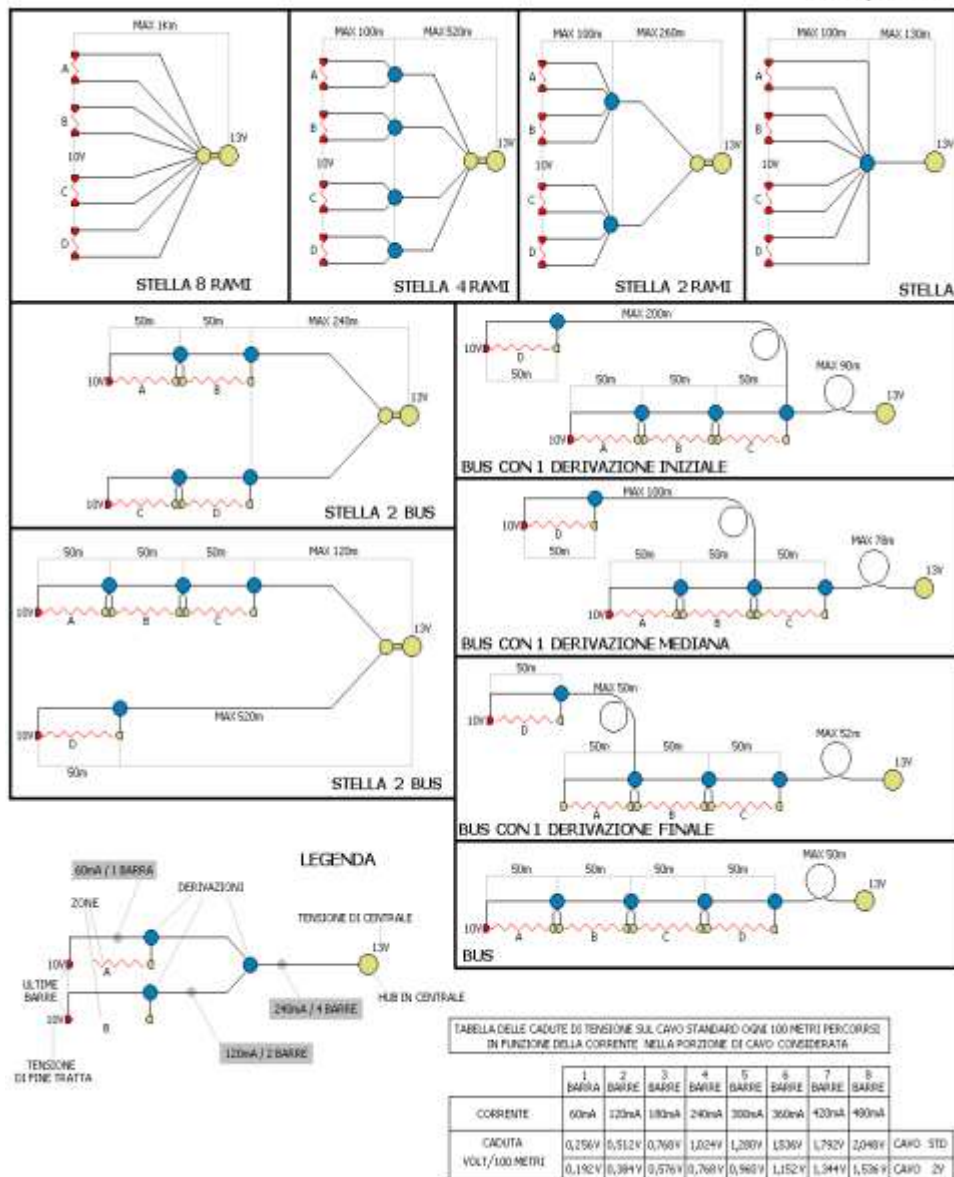 MAX 1Km
A
B
10V
C
D
13V
STELLA 8 RAMI
MAX 100m MAX 520m
A
B
10V
C
D
13V
STELLA 4 RAMI
MAX 100m MAX 260m
A
B
10V
C
D
13V
STELLA 2 RAMI
MAX 100m MAX 130m
A
B
10V
C
D
13V
STELLA
50m 50m MAX 240m
10V A B
13V
10V C D
STELLA 2 BUS
MAX 200m
10V D
50m
50m 50m 50m MAX 90m
13V
10V A B C
BUS CON 1 DERIVAZIONE INIZIALE
MAX 100m
10V D
50m
50m 50m 50m MAX 78m
13V
10V A B C
BUS CON 1 DERIVAZIONE MEDIANA
50m 50m 50m MAX 120m
10V A B C
13V
MAX 520m
10V D
50m
STELLA 2 BUS
50m
MAX 50m
10V D
50m 50m 50m MAX 52m
13V
A B C
BUS CON 1 DERIVAZIONE FINALE
MAX 50m
50m 50m 50m 50m
13V
10V A B C D
BUS
LEGENDA
60mA / 1 BARRA
ZONE
DERIVAZIONI
TENSIONE DI CENTRALE
13V
10V A
ULTIME BARRE
HUB IN CENTRALE
240mA / 4 BARRE
10V B
120mA / 2 BARRE
TENSIONE DI FINE TRATTA
TABELLA DELLE CADUTE DI TENSIONE SUL CAVO STANDARD OGNI 100 METRI PERCORRSI
IN FUNZIONE DELLA CORRENTE NELLA PORZIONE DI CAVO CONSIDERATA
1 BARRA 2 BARRE 3 BARRE 4 BARRE 5 BARRE 6 BARRE 7 BARRE 8 BARRE
CORRENTE 60mA 120mA 180mA 240mA 300mA 360mA 420mA 480mA
CADUTA VOLT/100 METRI 0,256V 0,512V 0,768V 1,024V 1,280V 1,536V 1,792V 2,048V CAVO STD
0,192V 0,384V 0,576V 0,768V 0,960V 1,152V 1,344V 1,536V CAVO 2V